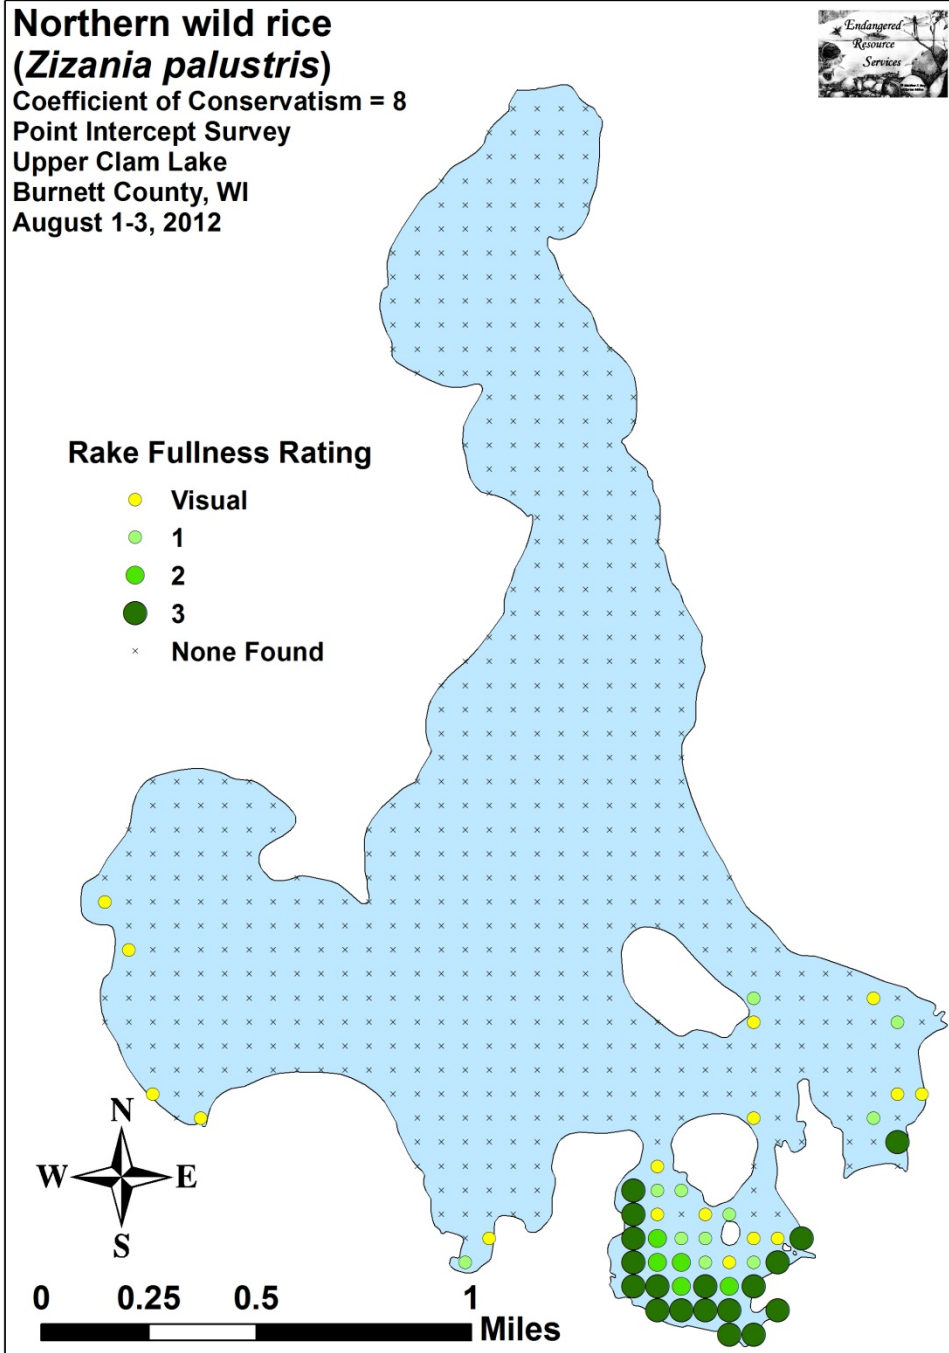 Northern wild rice
(Zizania palustris)
Coefficient of Conservatism = 8
Point Intercept Survey
Upper Clam Lake
Burnett County, WI
August 1-3, 2012
Endangered
Resource
Services
Rake Fullness Rating
Visual
1
2
3
None Found
N
W E
S
0 0.25 0.5 1
Miles